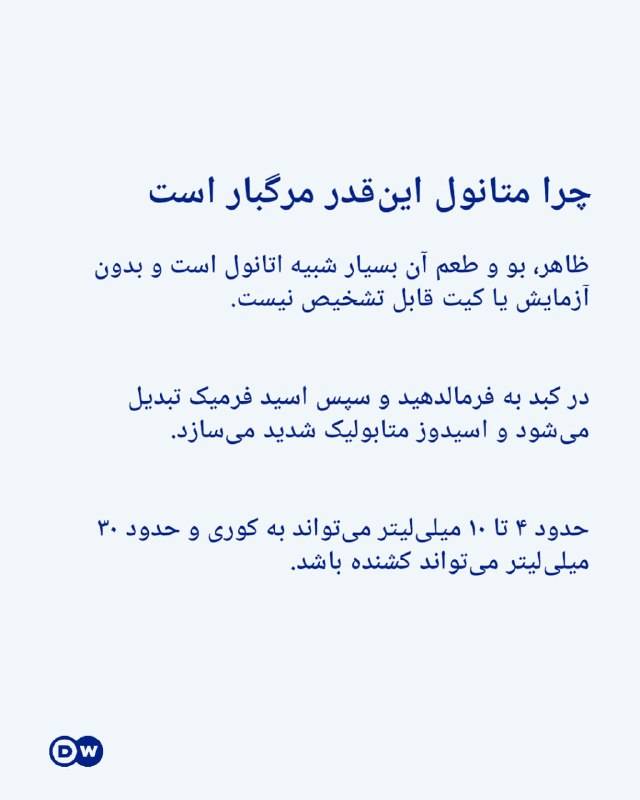 چرا متانول این‌قدر مرگبار است
ظاهر، بو و طعم آن بسیار شبیه اتانول است و بدون
آزمایش یا کیت قابل تشخیص نیست.
در کبد به فرمالدهید و سپس اسید فرمیک تبدیل
می‌شود و اسیدوز متابولیک شدید می‌سازد.
حدود ۴ تا ۱۰ میلی‌لیتر می‌تواند به کوری و حدود ۳۰
میلی‌لیتر می‌تواند کشنده باشد.
DW